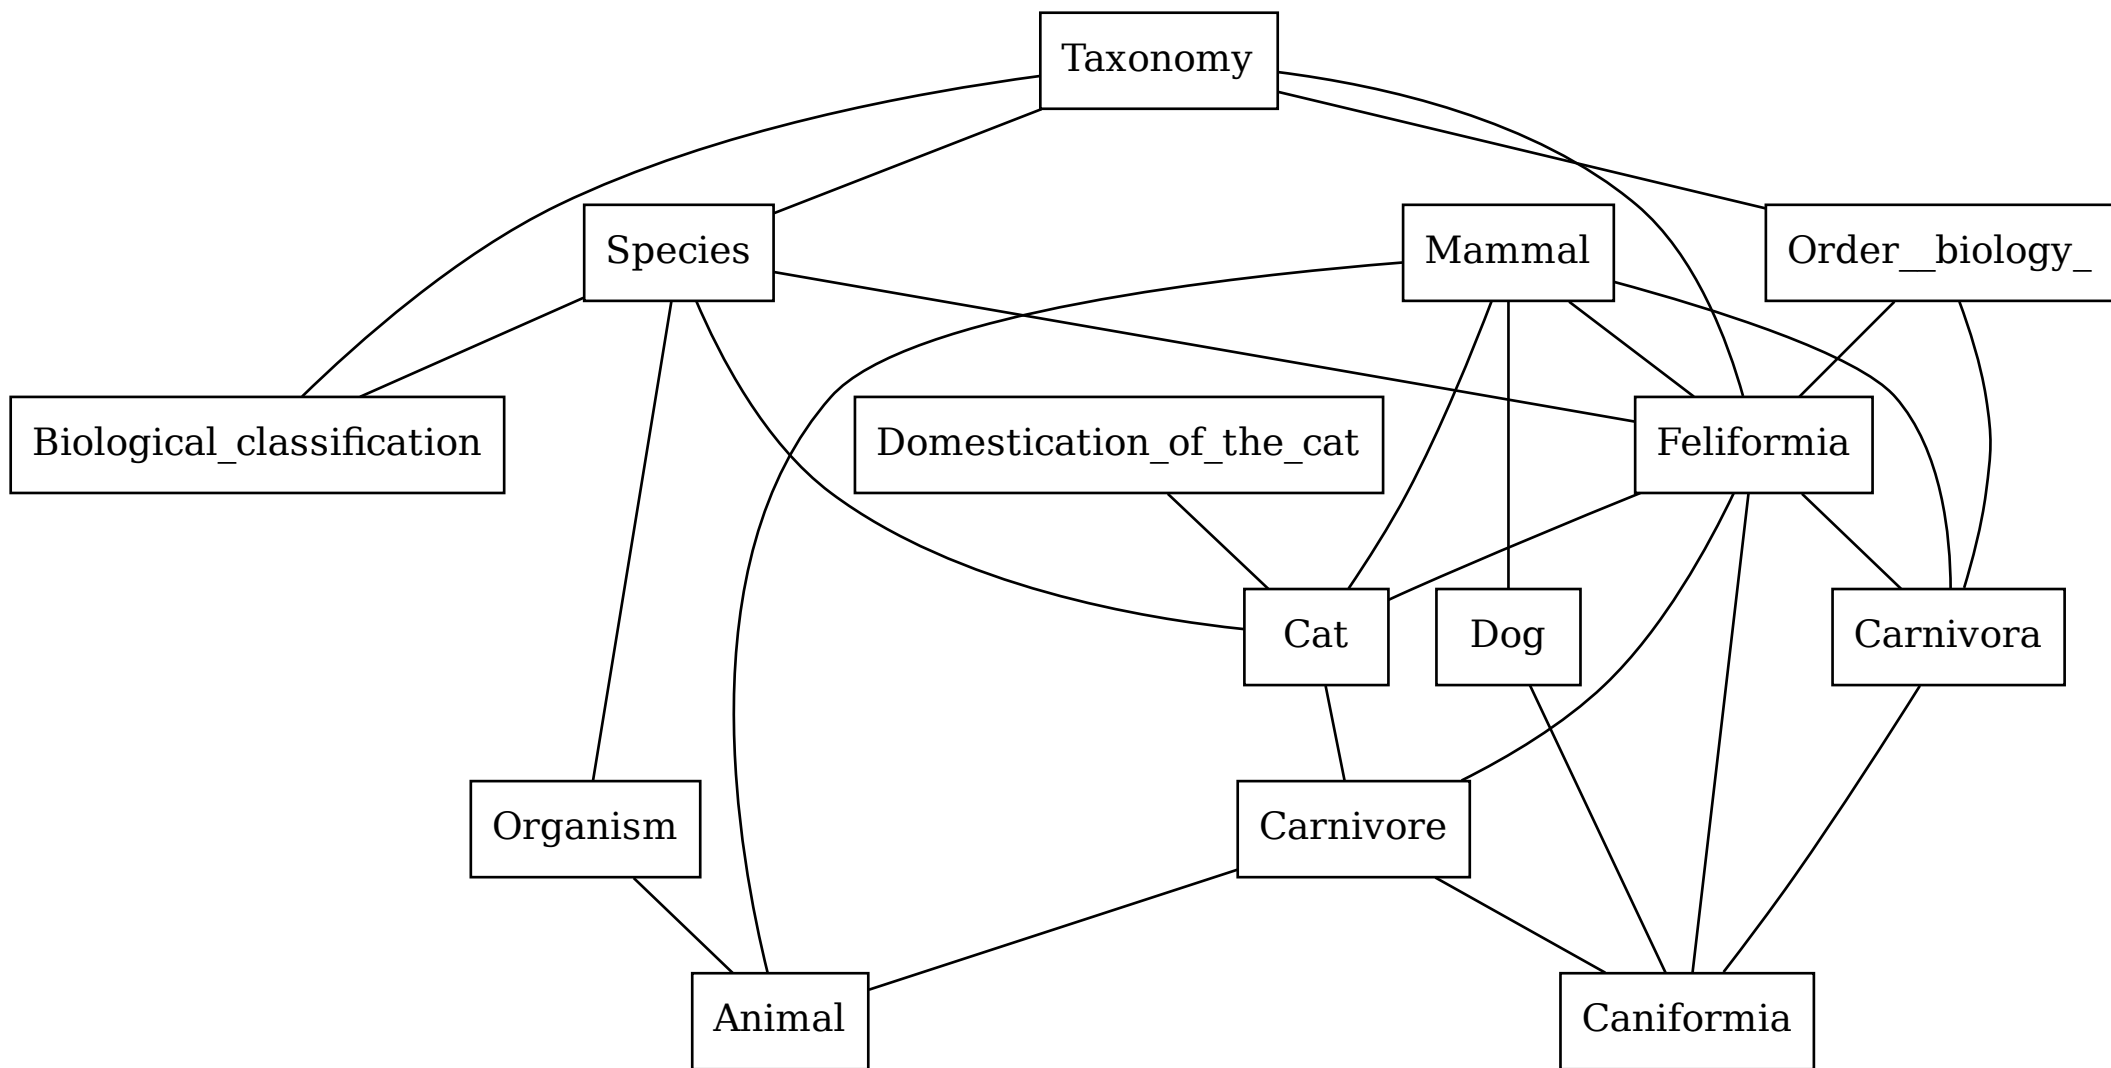 Taxonomy
Species
Mammal
Order__biology_
Biological_classification
Domestication_of_the_cat
Feliformia
Cat
Dog
Carnivora
Organism
Carnivore
Animal
Caniformia